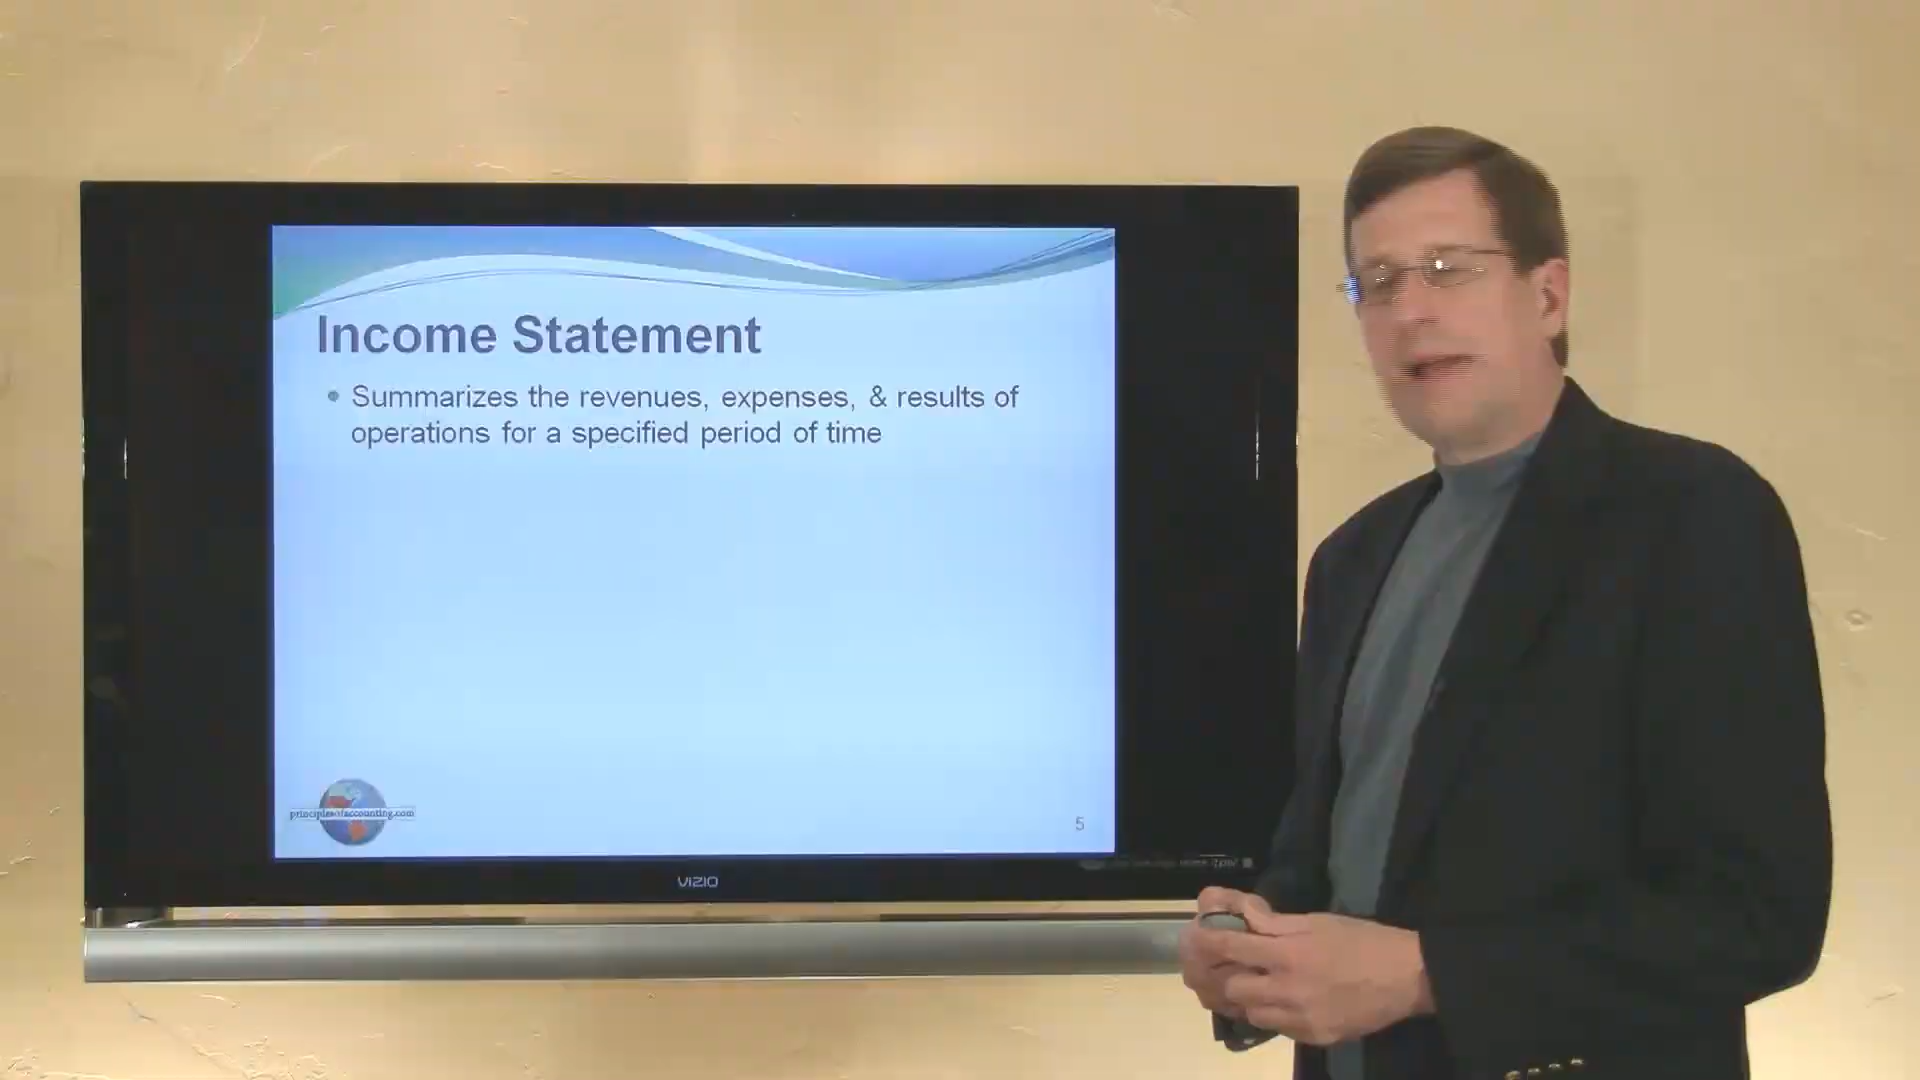 Income Statement
• Summarizes the revenues, expenses, & results of
operations for a specified period of time
principlesofaccounting.com
5
VIZIO